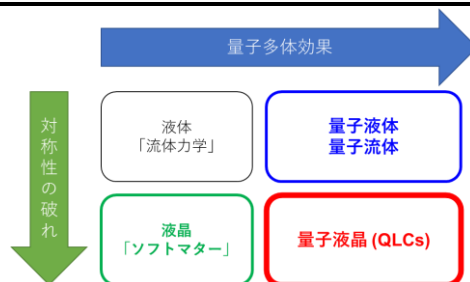 量子多体効果
対称性の破れ
液体
「流体力学」
量子液体
量子流体
液晶
「ソフトマター」
量子液晶 (QLCs)